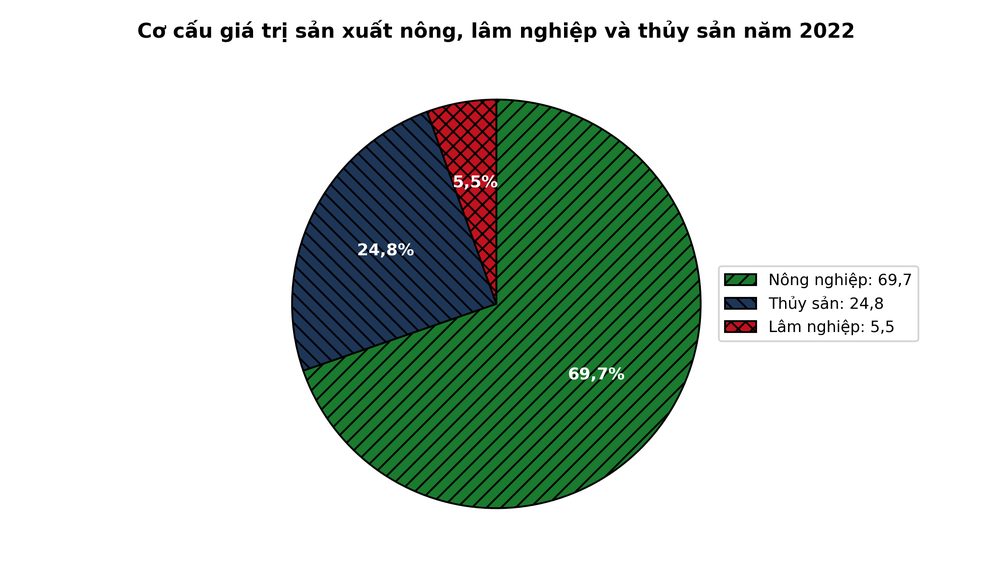 Cơ cấu giá trị sản xuất nông, lâm nghiệp và thủy sản năm 2022
5,5%
24,8%
69,7%
Nông nghiệp: 69,7
Thủy sản: 24,8
Lâm nghiệp: 5,5